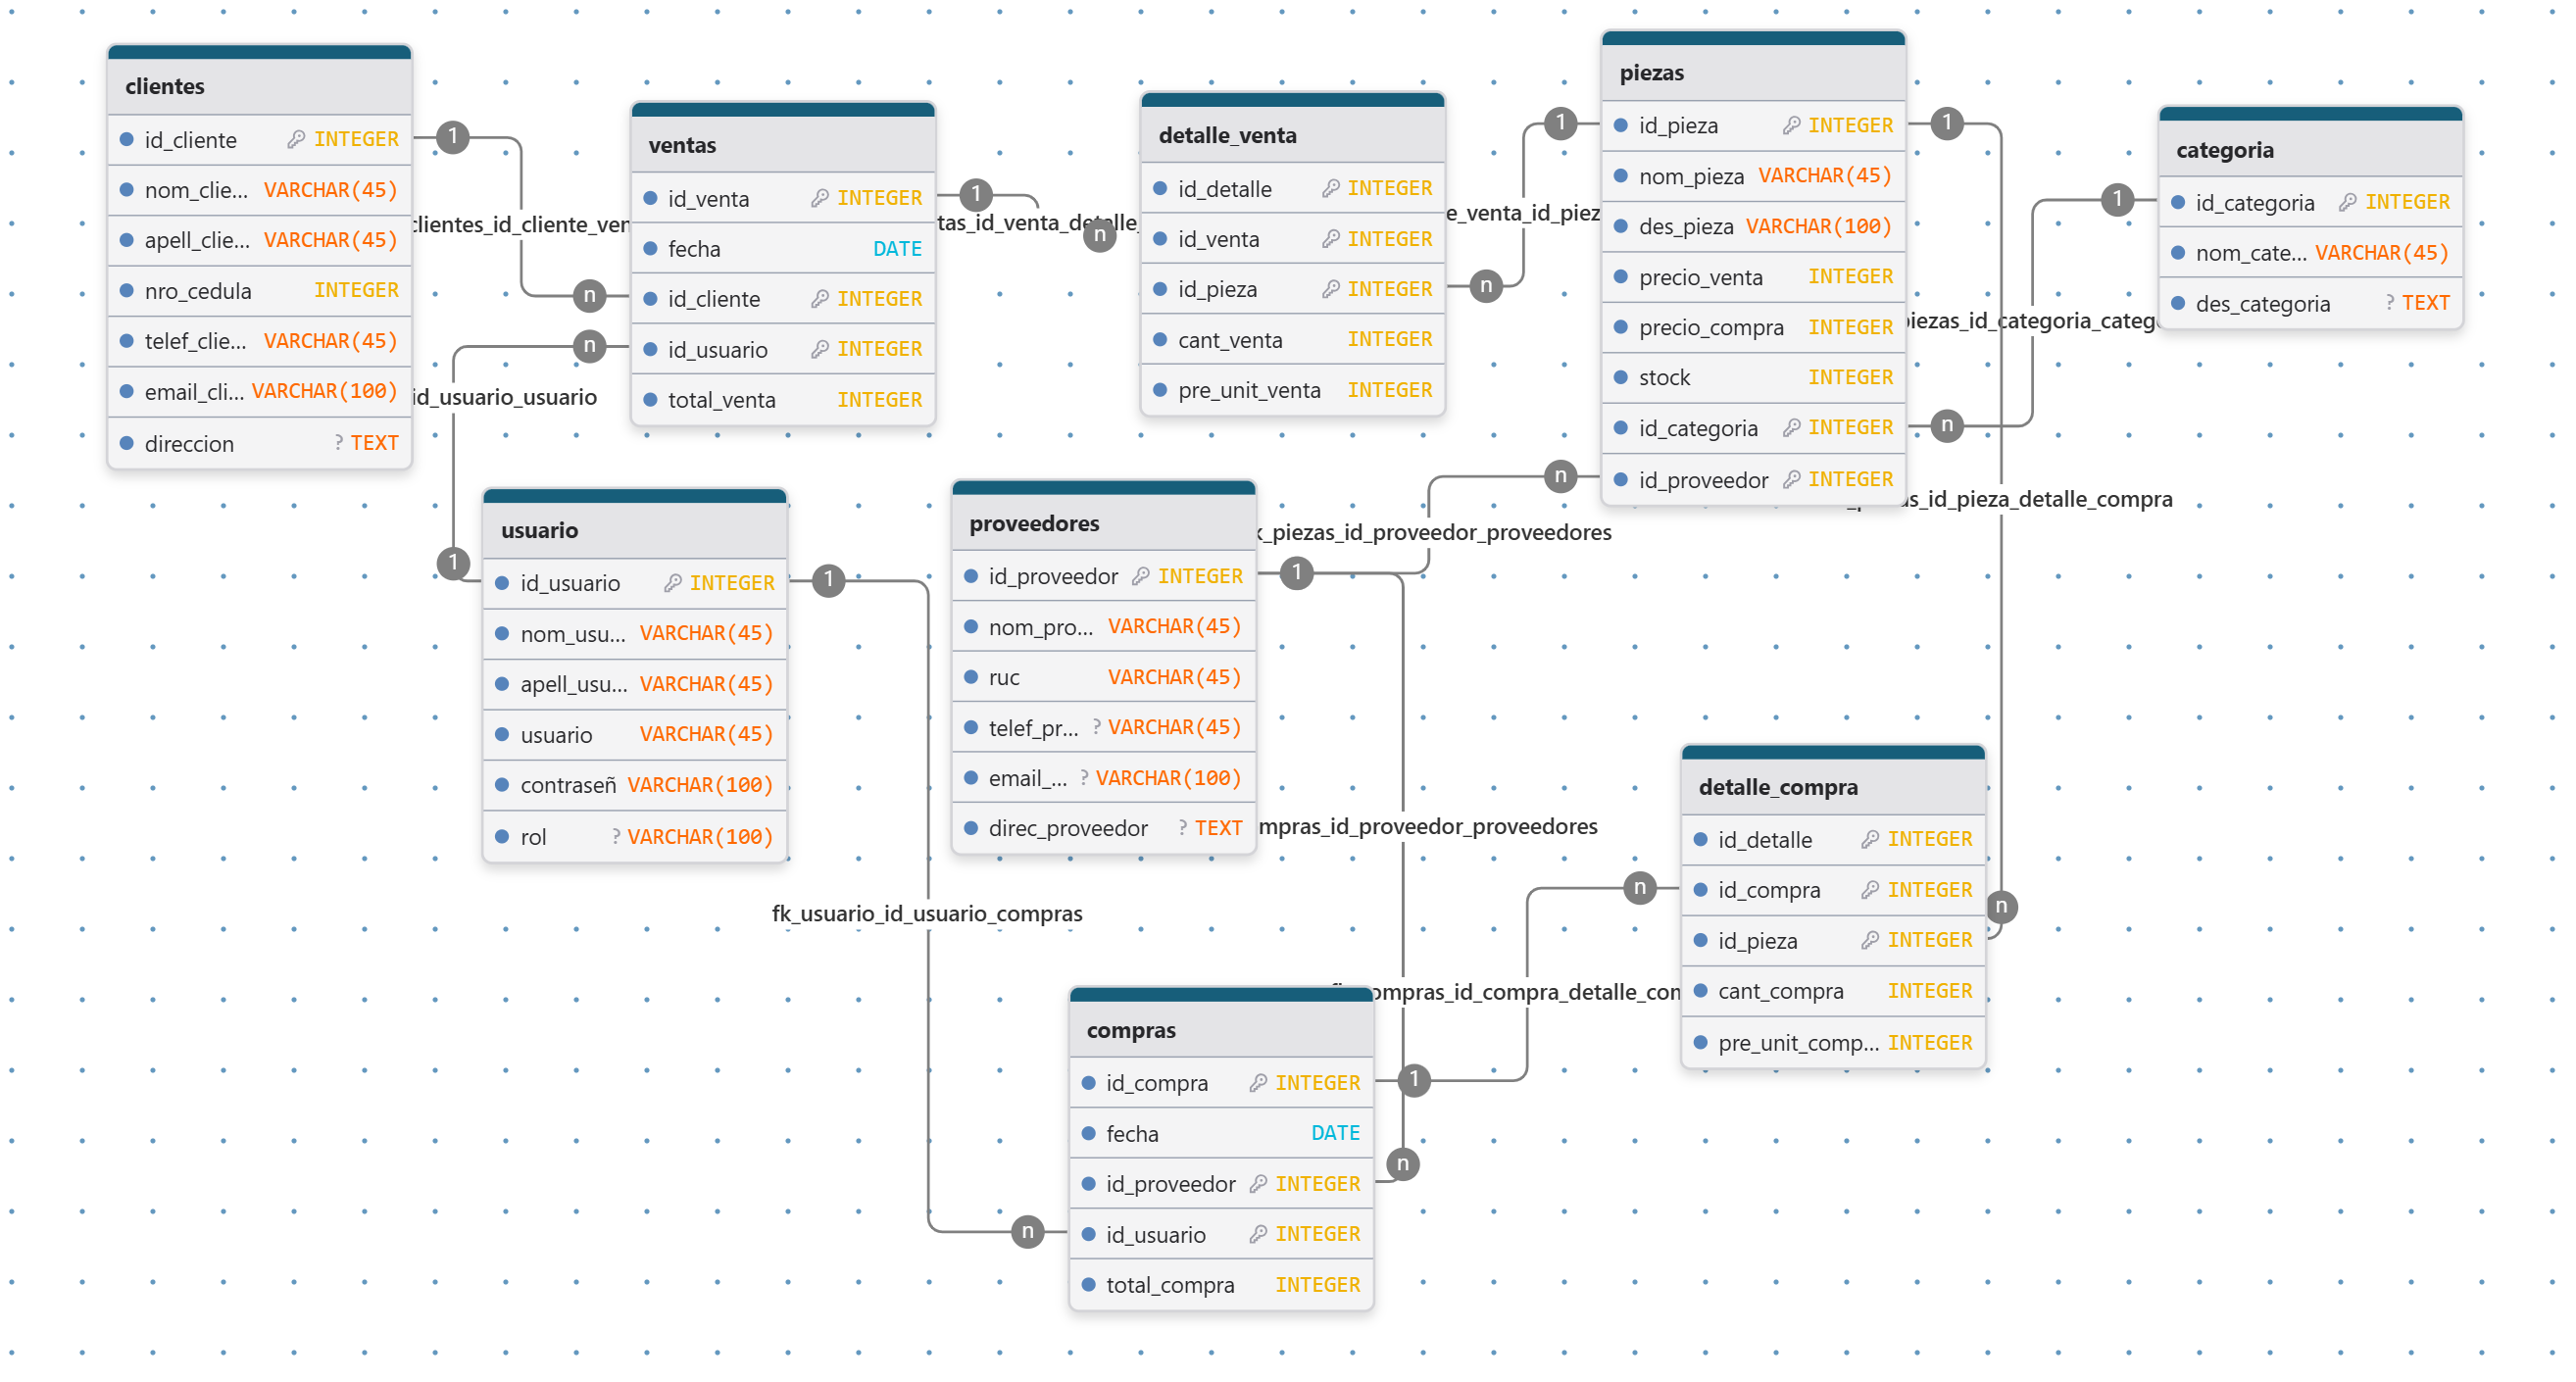 clientes
id_cliente INTEGER
nom_clie... VARCHAR(45)
apell_clie... VARCHAR(45)
nro_cedula INTEGER
telef_clie... VARCHAR(45)
email_cli... VARCHAR(100)
direccion ? TEXT
1
clientes_id_cliente_ven
n
n
id_usuario_usuario
1
ventas
id_venta INTEGER
fecha DATE
id_cliente INTEGER
id_usuario INTEGER
total_venta INTEGER
1
tas_id_venta_detalle_
n
detalle_venta
id_detalle INTEGER
id_venta INTEGER
id_pieza INTEGER
cant_venta INTEGER
pre_unit_venta INTEGER
1
e_venta_id_piez
n
piezas
id_pieza INTEGER
nom_pieza VARCHAR(45)
des_pieza VARCHAR(100)
precio_venta INTEGER
precio_compra INTEGER
stock INTEGER
id_categoria INTEGER
id_proveedor INTEGER
1
1
piezas_id_categoria_catego
n
categoria
id_categoria INTEGER
nom_cate... VARCHAR(45)
des_categoria ? TEXT
n
as_id_pieza_detalle_compra
usuario
id_usuario INTEGER
nom_usu... VARCHAR(45)
apell_usu... VARCHAR(45)
usuario VARCHAR(45)
contraseñ VARCHAR(100)
rol ? VARCHAR(100)
1
fk_usuario_id_usuario_compras
n
proveedores
id_proveedor INTEGER
nom_pro... VARCHAR(45)
ruc VARCHAR(45)
telef_pr... ? VARCHAR(45)
email_... ? VARCHAR(100)
direc_proveedor ? TEXT
k_piezas_id_proveedor_proveedores
1
mpras_id_proveedor_proveedores
detalle_compra
id_detalle INTEGER
id_compra INTEGER
id_pieza INTEGER
cant_compra INTEGER
pre_unit_comp... INTEGER
n
n
ompras_id_compra_detalle_con
compras
id_compra INTEGER
fecha DATE
id_proveedor INTEGER
id_usuario INTEGER
total_compra INTEGER
1
n